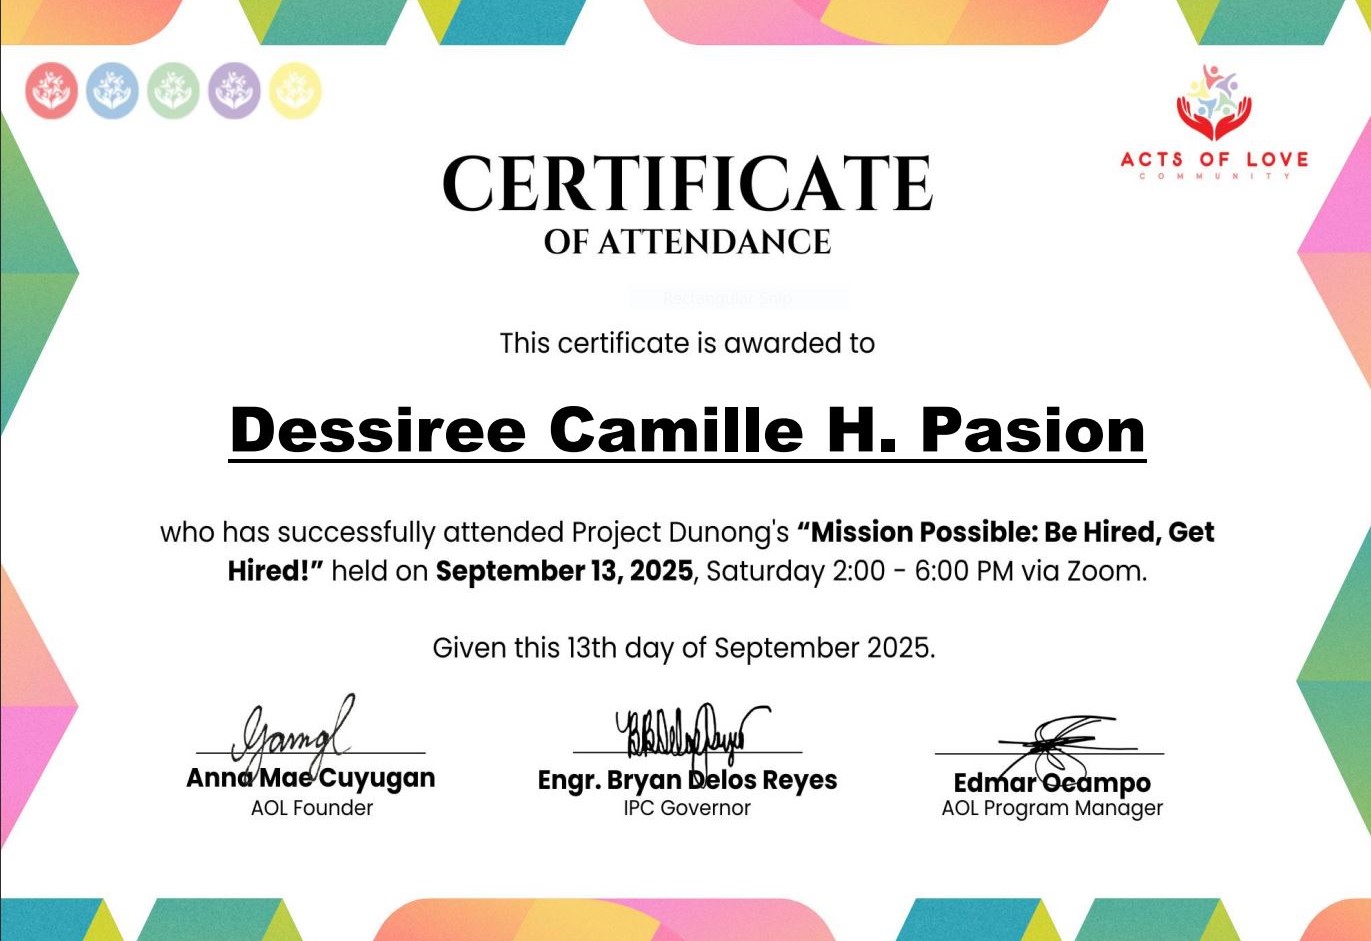 ACTS OF LOVE
COMMUNITY
CERTIFICATE
OF ATTENDANCE
Rectangular Snip
This certificate is awarded to
Dessiree Camille H. Pasion
who has successfully attended Project Dunong's “Mission Possible: Be Hired, Get
Hired!” held on September 13, 2025, Saturday 2:00 - 6:00 PM via Zoom.
Given this 13th day of September 2025.
Anna Mae Cuyugan
AOL Founder
Engr. Bryan Delos Reyes
IPC Governor
Edmar Ocampo
AOL Program Manager